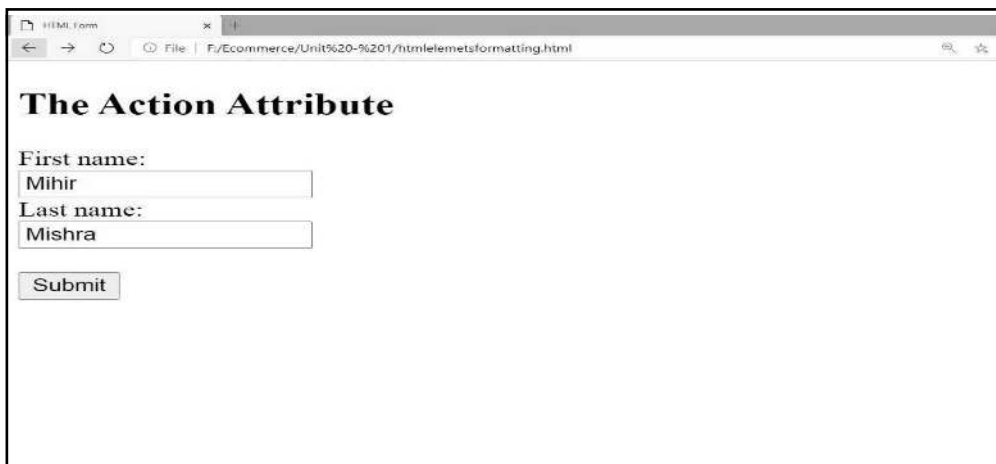 HTML Form
File | F:/Ecommerce/Unit%20-%201/htmlelemetsformatting.html
The Action Attribute
First name:
Mihir
Last name:
Mishra
Submit